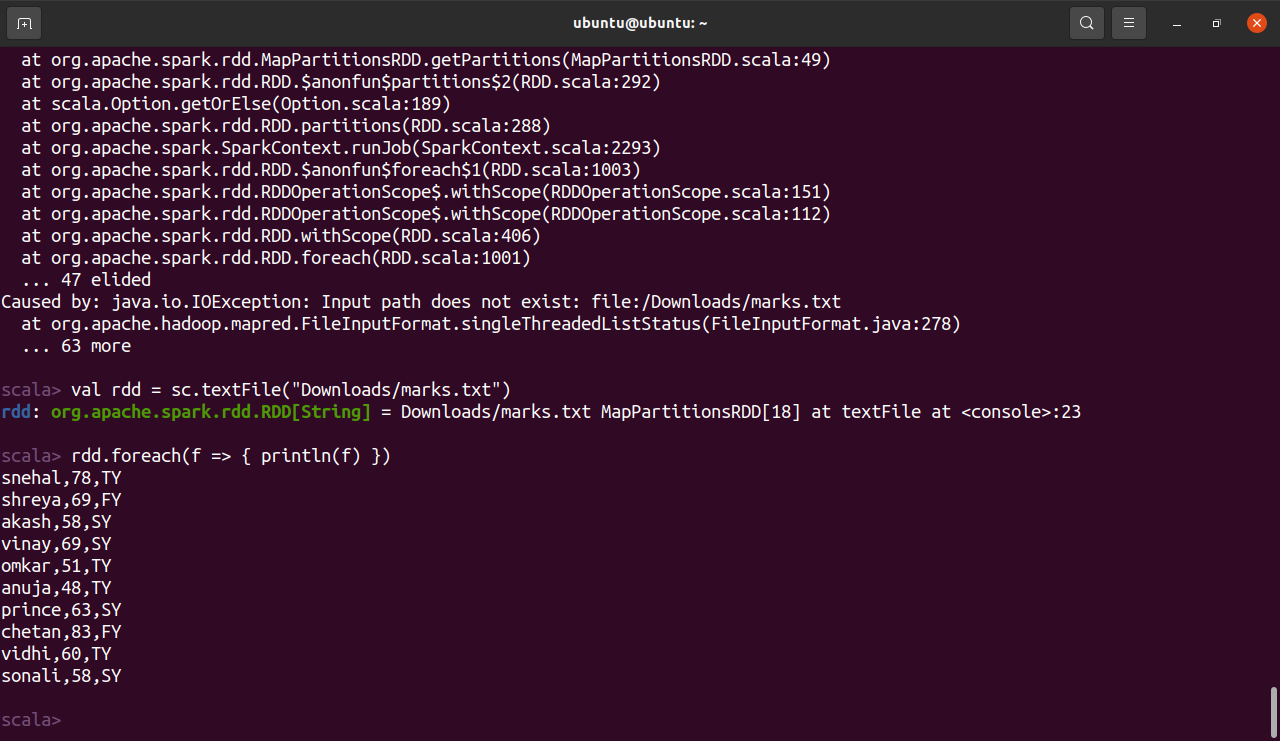 ubuntu@ubuntu: ~
at org.apache.spark.rdd.MapPartitionsRDD.getPartitions(MapPartitionsRDD.scala:49)
at org.apache.spark.rdd.RDD.$anonfun$partitions$2(RDD.scala:292)
at scala.Option.getOrElse(Option.scala:189)
at org.apache.spark.rdd.RDD.partitions(RDD.scala:288)
at org.apache.spark.SparkContext.runJob(SparkContext.scala:2293)
at org.apache.spark.rdd.RDD.$anonfun$foreach$1(RDD.scala:1003)
at org.apache.spark.rdd.RDDOperationScope$.withScope(RDDOperationScope.scala:151)
at org.apache.spark.rdd.RDDOperationScope$.withScope(RDDOperationScope.scala:112)
at org.apache.spark.rdd.RDD.withScope(RDD.scala:406)
at org.apache.spark.rdd.RDD.foreach(RDD.scala:1001)
... 47 elided
Caused by: java.io.IOException: Input path does not exist: file:/Downloads/marks.txt
at org.apache.hadoop.mapred.FileInputFormat.singleThreadedListStatus(FileInputFormat.java:278)
... 63 more
scala> val rdd = sc.textFile("Downloads/marks.txt")
rdd: org.apache.spark.rdd.RDD[String] = Downloads/marks.txt MapPartitionsRDD[18] at textFile at <console>:23
scala> rdd.foreach(f => { println(f) })
snehal,78,TY
shreya,69,FY
akash,58,SY
vinay,69,SY
omkar,51,TY
anuja,48,TY
prince,63,SY
chetan,83,FY
vidhi,60,TY
sonali,58,SY
scala>